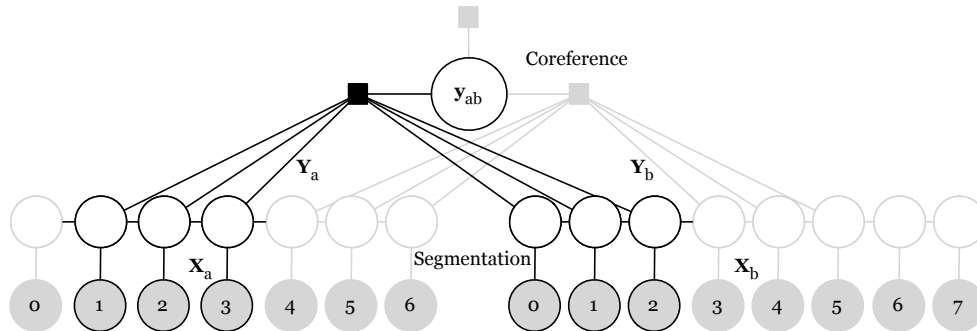 Coreference
y_ab
Y_a Y_b
Segmentation
X_a X_b
0 1 2 3 4 5 6 0 1 2 3 4 5 6 7